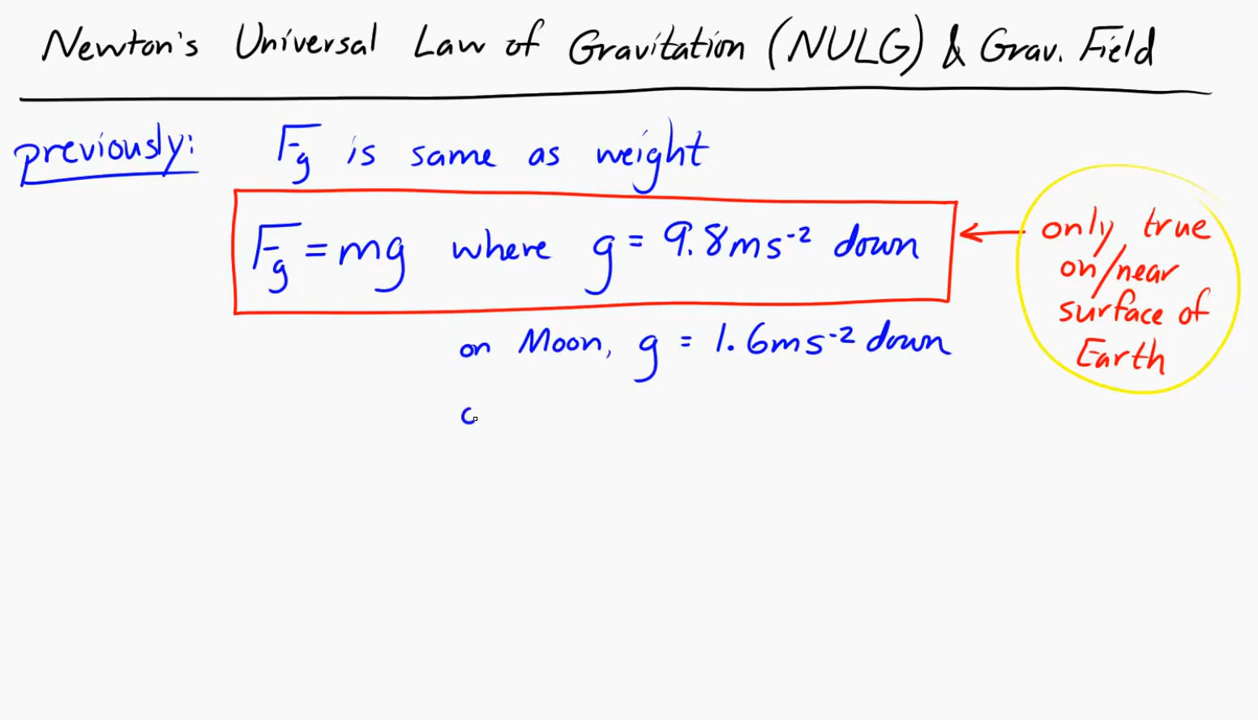 Newton's Universal Law of Gravitation (NULG) & Grav. Field
previously: Fg is same as weight
Fg = mg where g = 9.8ms⁻² down
only true
on/near
surface of
Earth
on Moon, g = 1.6ms⁻² down